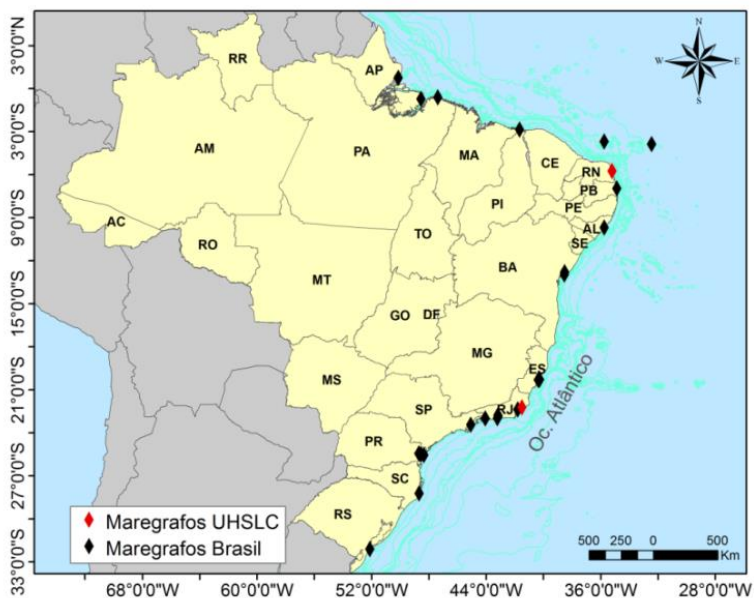 3°0'0"N
3°0'0"S
9°0'0"S
15°0'0"S
21°0'0"S
27°0'0"S
33°0'0"S
N
W
E
S
RR
AP
AM
PA
MA
CE
RN
PB
PE
PI
AL
SE
AC
RO
TO
BA
MT
GO
DF
MG
ES
MS
SP
RJ
PR
SC
RS
Oc. Atlântico
Maregrafos UHSLC
Maregrafos Brasil
500 250 0 500
Km
68°0'0"W 60°0'0"W 52°0'0"W 44°0'0"W 36°0'0"W 28°0'0"W